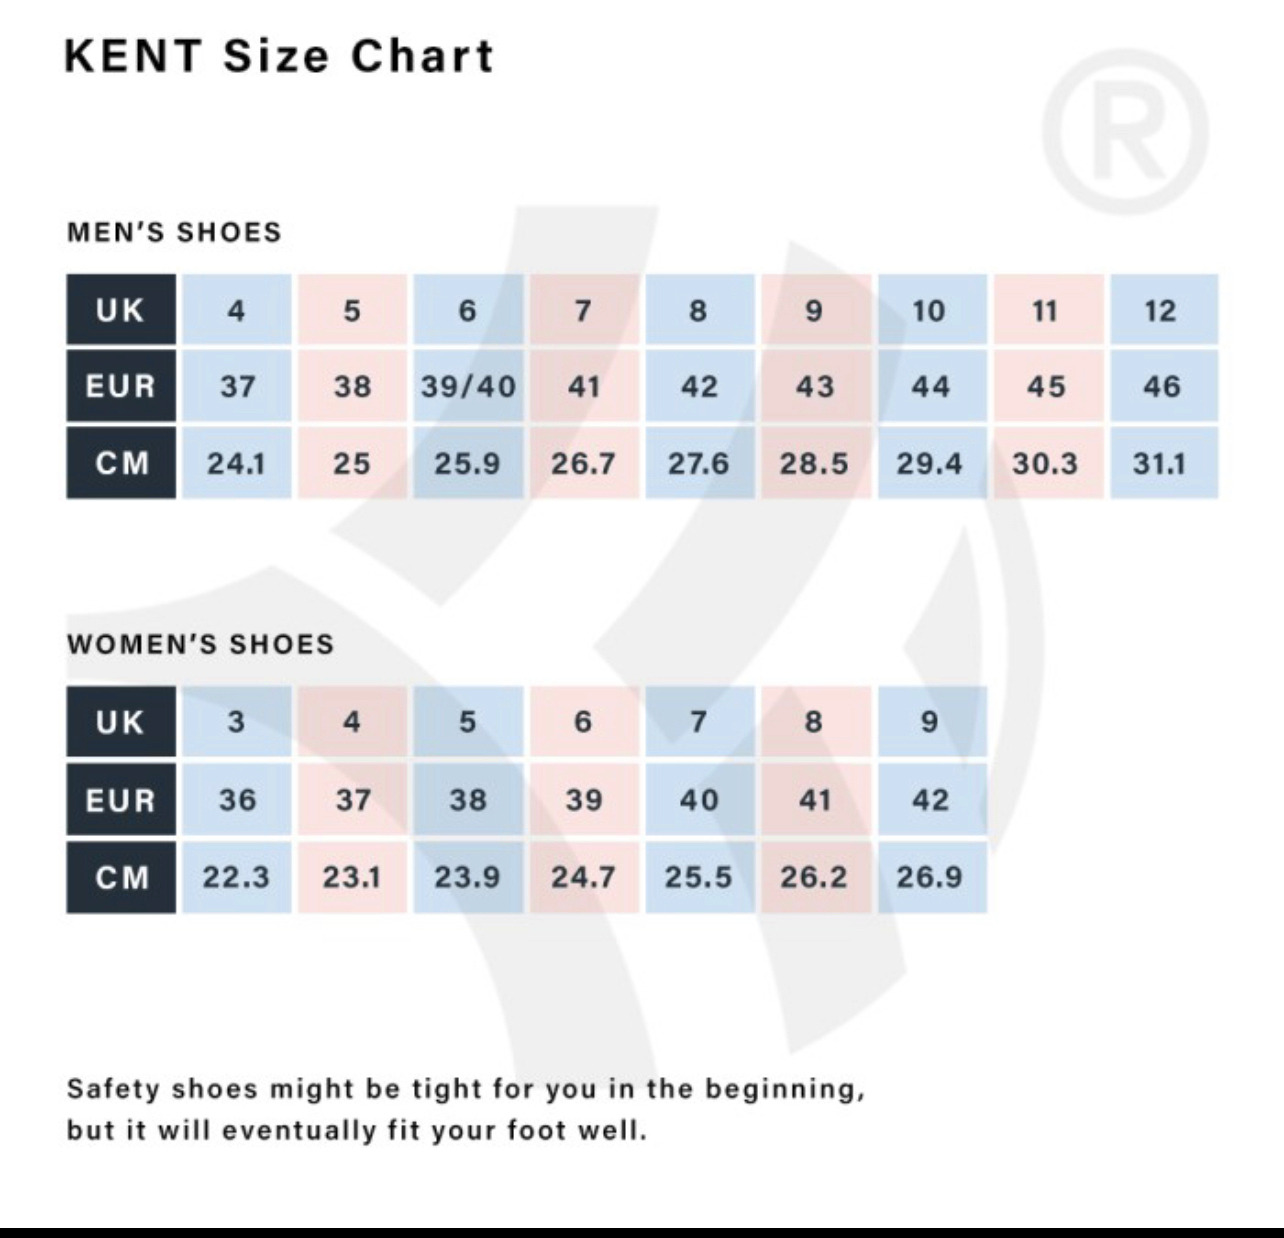 KENT Size Chart
®
MEN'S SHOES
UK 4 5 6 7 8 9 10 11 12
EUR 37 38 39/40 41 42 43 44 45 46
CM 24.1 25 25.9 26.7 27.6 28.5 29.4 30.3 31.1
WOMEN'S SHOES
UK 3 4 5 6 7 8 9
EUR 36 37 38 39 40 41 42
CM 22.3 23.1 23.9 24.7 25.5 26.2 26.9
Safety shoes might be tight for you in the beginning,
but it will eventually fit your foot well.